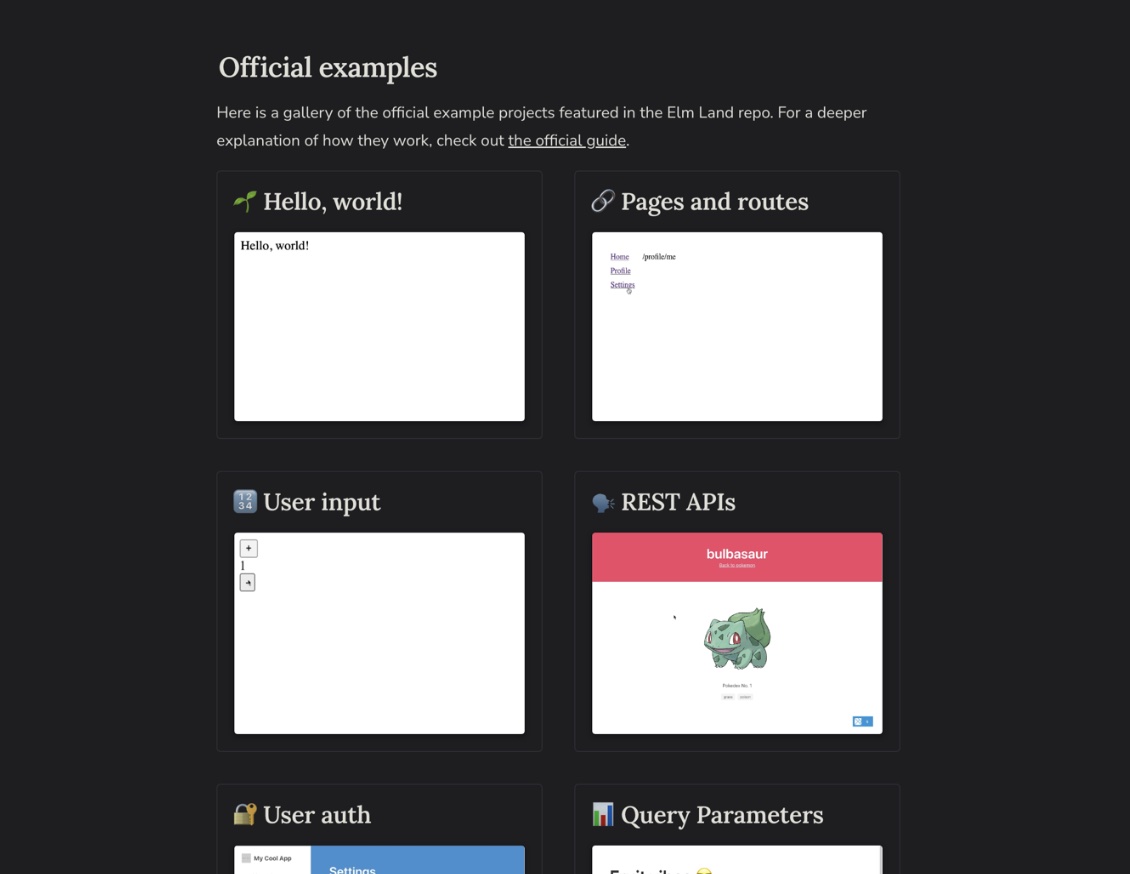 Official examples
Here is a gallery of the official example projects featured in the Elm Land repo. For a deeper
explanation of how they work, check out the official guide.
Hello, world!
Hello, world!
Pages and routes
Home /profile/me
Profile
Settings
User input
+
1
REST APIs
bulbasaur
Back to pokemon
Pokedex No. 1
User auth
My Cool App
Settings
Query Parameters